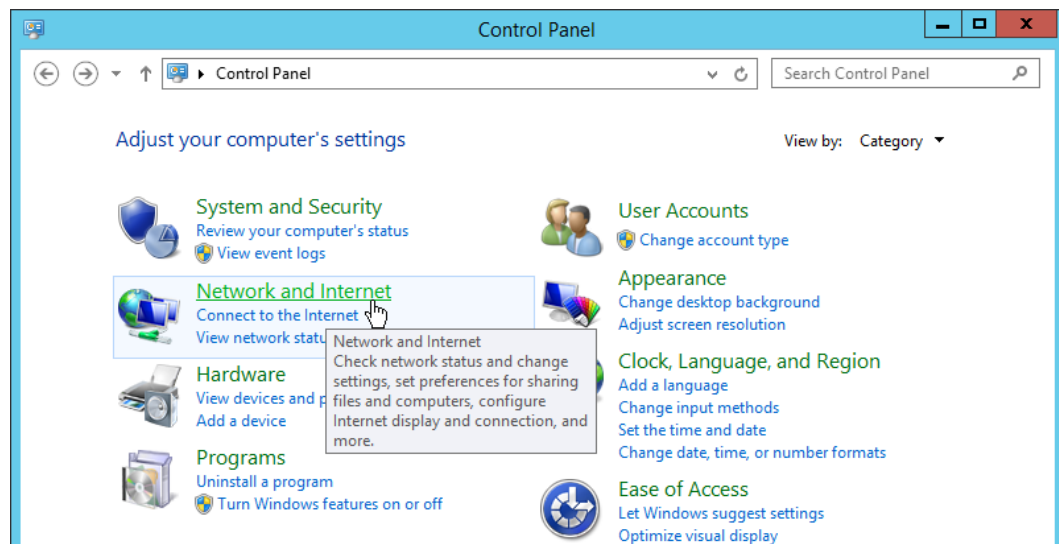 Control Panel
Control Panel
Search Control Panel
Adjust your computer's settings
View by: Category
System and Security
Review your computer's status
View event logs
Network and Internet
Connect to the Internet
View network statu
Network and Internet
Check network status and change
settings, set preferences for sharing
files and computers, configure
Internet display and connection, and
more.
Hardware
View devices and p
Add a device
Programs
Uninstall a program
Turn Windows features on or off
User Accounts
Change account type
Appearance
Change desktop background
Adjust screen resolution
Clock, Language, and Region
Add a language
Change input methods
Set the time and date
Change date, time, or number formats
Ease of Access
Let Windows suggest settings
Optimize visual display